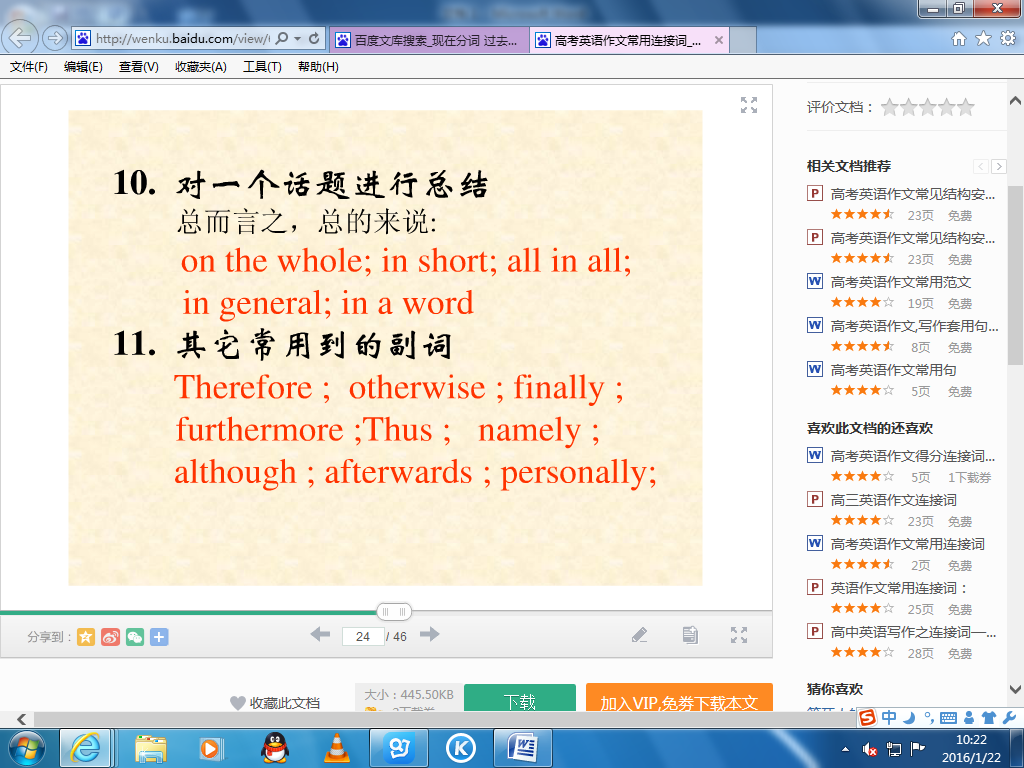 http://wenku.baidu.com/view/
百度文库搜索_现在分词 过去...
高考英语作文常用连接词_...
文件(F) 编辑(E) 查看(V) 收藏夹(A) 工具(T) 帮助(H)
10. 对一个话题进行总结
总而言之，总的来说:
on the whole; in short; all in all;
in general; in a word
11. 其它常用到的副词
Therefore ; otherwise ; finally ;
furthermore ;Thus ; namely ;
although ; afterwards ; personally;
分享到：
24 / 46
收藏此文档
大小：445.50KB
下载
加入VIP,免券下载本文
评价文档：
相关文档推荐
高考英语作文常见结构安...
23页 免费
高考英语作文常见结构安...
23页 免费
高考英语作文常用范文
19页 免费
高考英语作文,写作套用句...
8页 免费
高考英语作文常用句
5页 免费
喜欢此文档的还喜欢
高考英语作文得分连接词...
5页 1下载券
高三英语作文连接词
23页 免费
高考英语作文常用连接词
2页 免费
英语作文常用连接词：
25页 免费
高中英语写作之连接词—...
28页 免费
猜你喜欢
中
10:22
2016/1/22